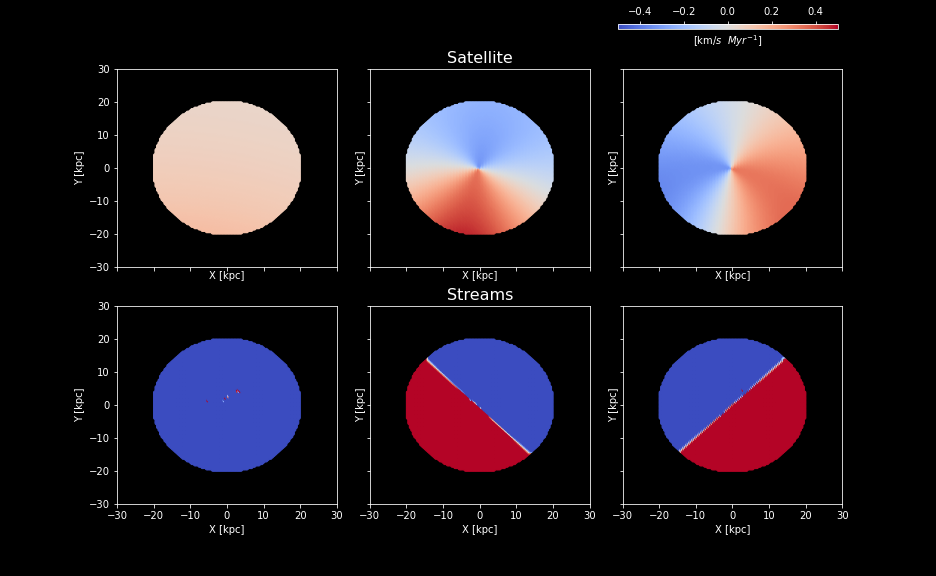 −0.4 −0.2 0.0 0.2 0.4
[km/s Myr⁻¹]
Satellite
30
20
10
0
−10
−20
−30
Y [kpc]
X [kpc]
Y [kpc]
X [kpc]
Y [kpc]
X [kpc]
Streams
30
20
10
0
−10
−20
−30
Y [kpc]
−30 −20 −10 0 10 20 30
X [kpc]
Y [kpc]
−30 −20 −10 0 10 20 30
X [kpc]
Y [kpc]
−30 −20 −10 0 10 20 30
X [kpc]